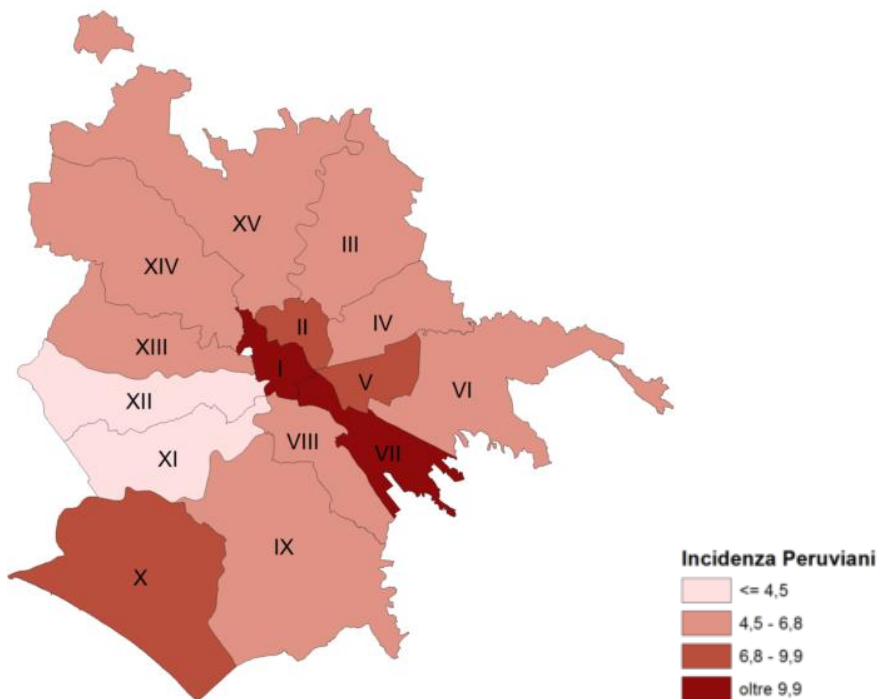 XV
III
XIV
II
IV
XIII
I
V
VI
XII
VIII
VII
XI
IX
X
Incidenza Peruviani
<= 4,5
4,5 - 6,8
6,8 - 9,9
oltre 9,9